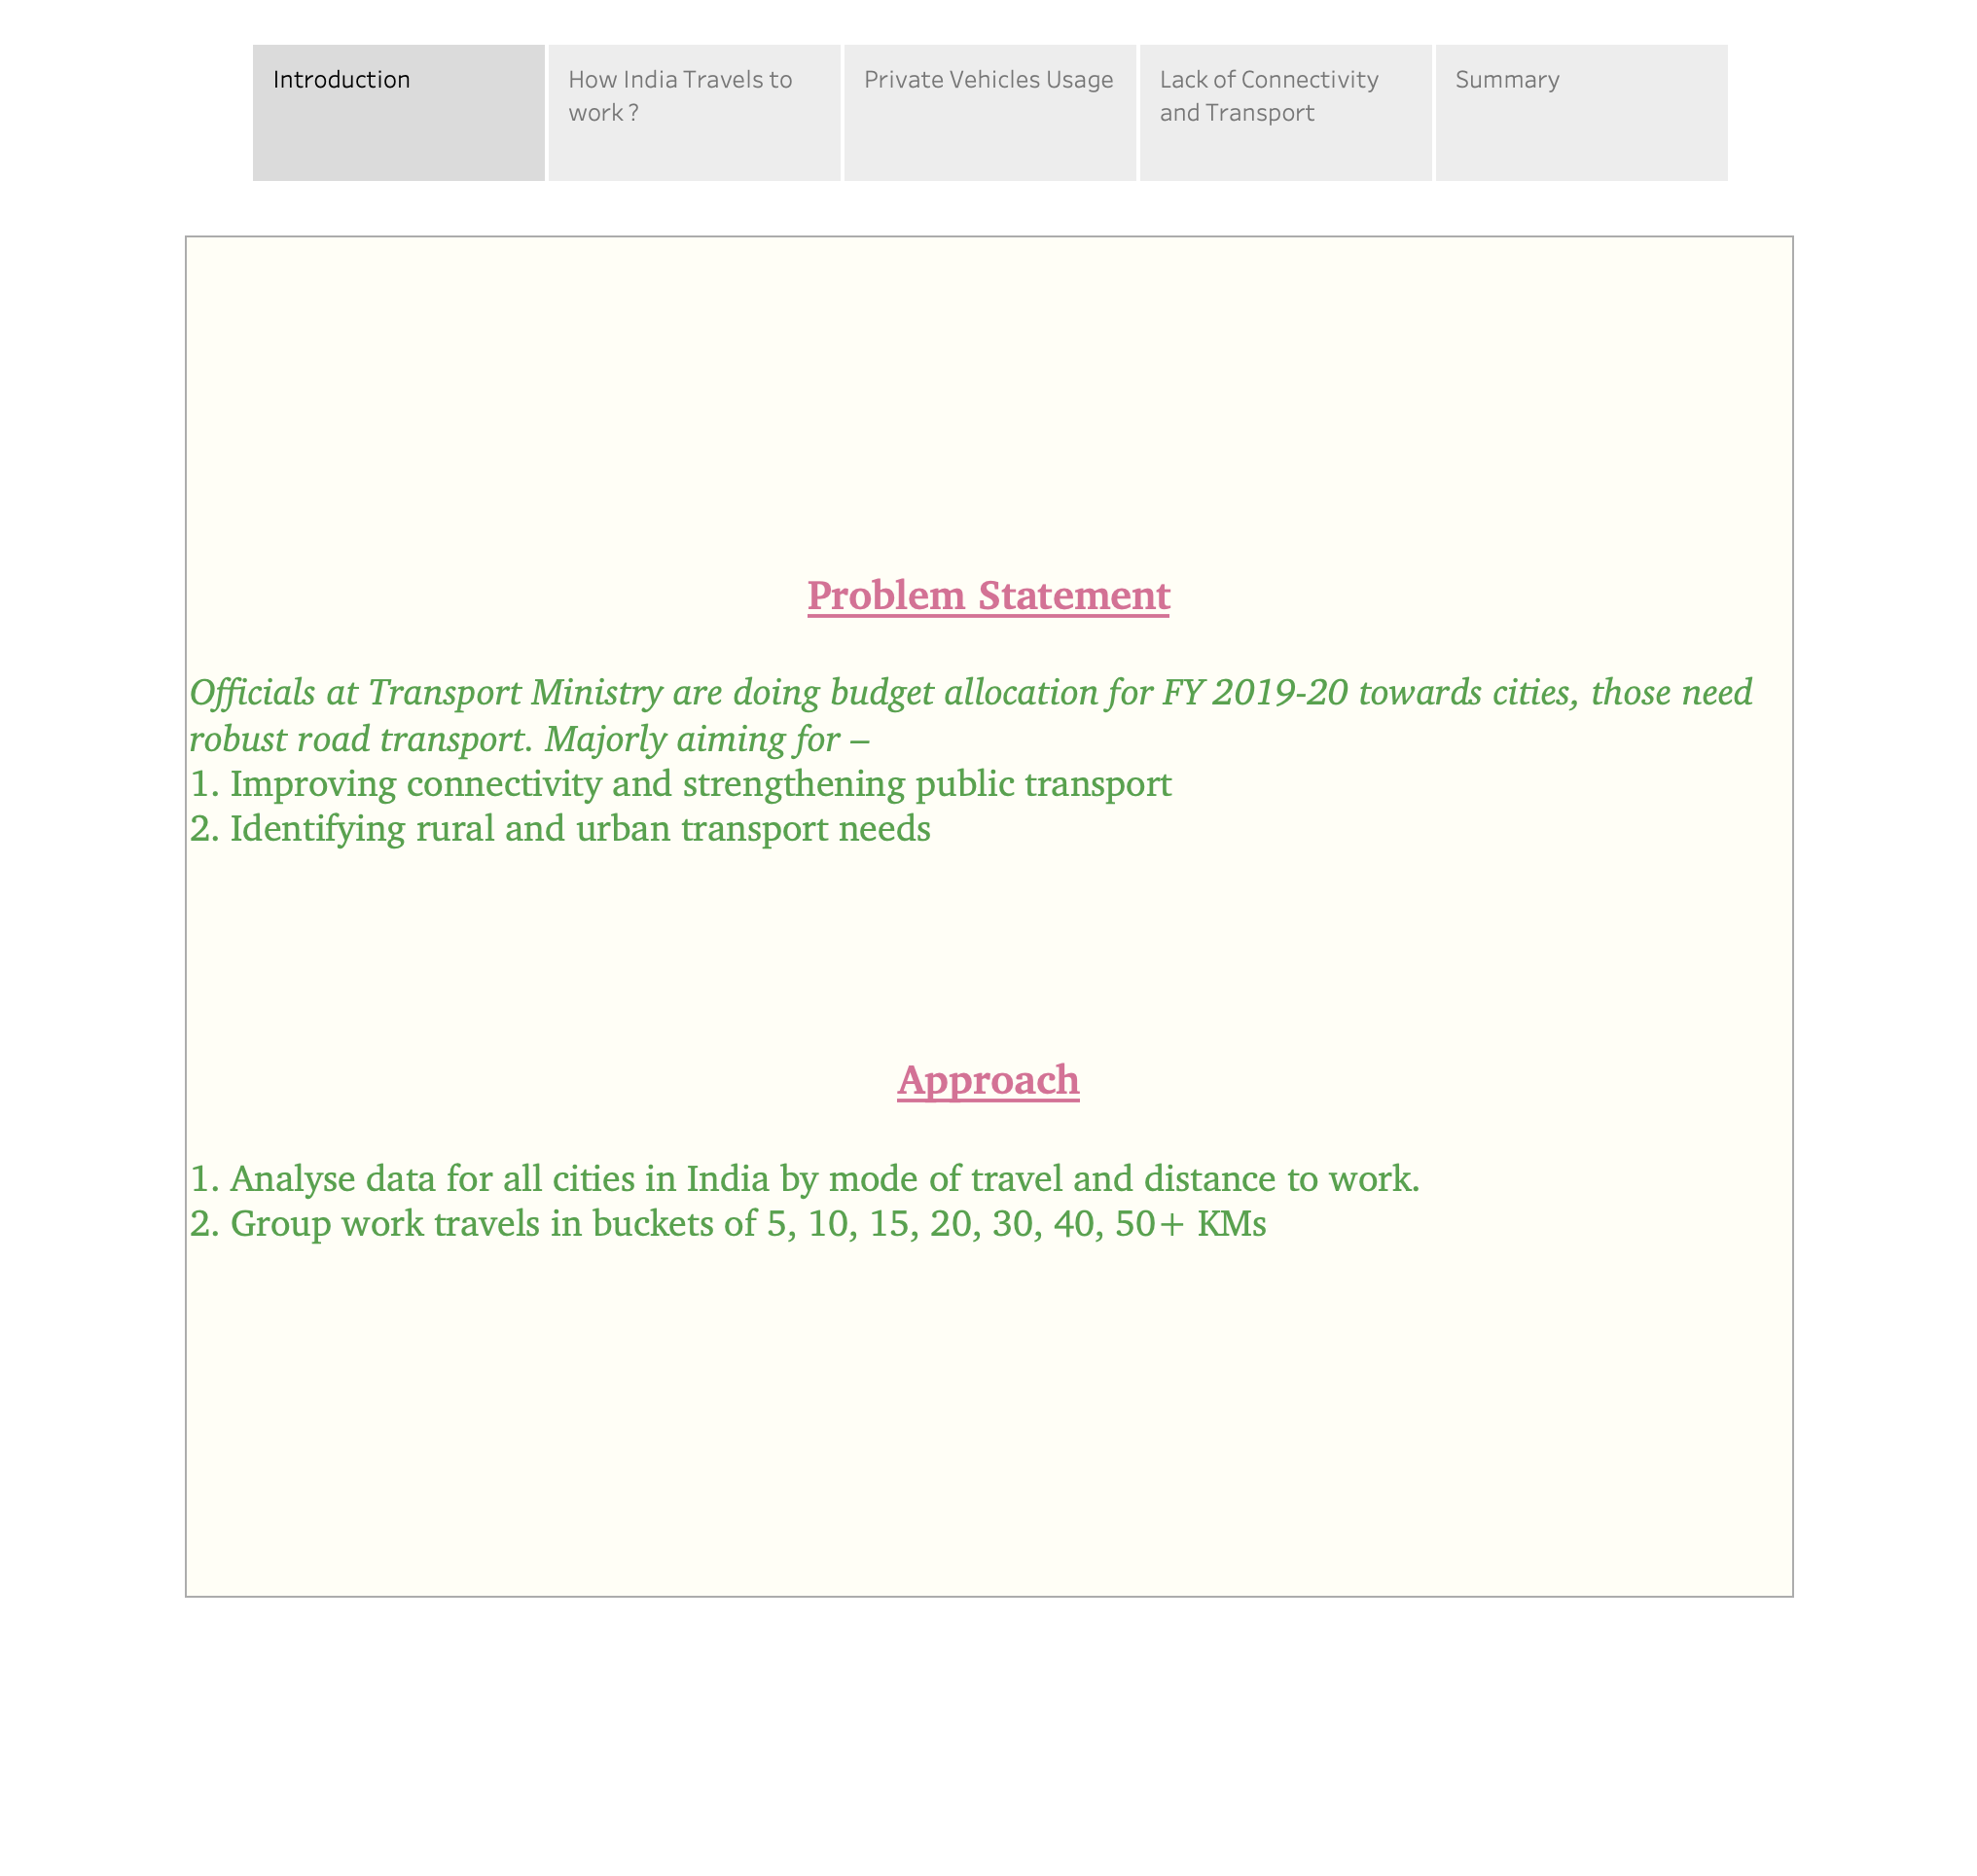 Introduction
How India Travels to
work ?
Private Vehicles Usage
Lack of Connectivity
and Transport
Summary
Problem Statement
Officials at Transport Ministry are doing budget allocation for FY 2019-20 towards cities, those need
robust road transport. Majorly aiming for –
1. Improving connectivity and strengthening public transport
2. Identifying rural and urban transport needs
Approach
1. Analyse data for all cities in India by mode of travel and distance to work.
2. Group work travels in buckets of 5, 10, 15, 20, 30, 40, 50+ KMs